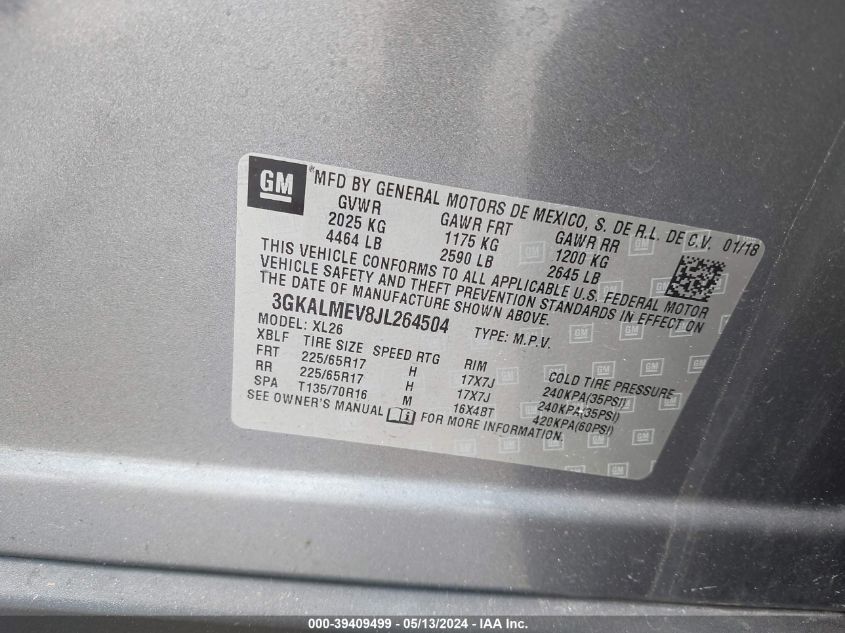 GM
*MFD BY GENERAL MOTORS DE MEXICO, S. DE R.L. DE C.V. 01/18
GVWR GAWR FRT GAWR RR
2025 KG 1175 KG 1200 KG
4464 LB 2590 LB 2645 LB
THIS VEHICLE CONFORMS TO ALL APPLICABLE U.S. FEDERAL MOTOR
VEHICLE SAFETY AND THEFT PREVENTION STANDARDS IN EFFECT ON
THE DATE OF MANUFACTURE SHOWN ABOVE.
3GKALMEV8JL264504 TYPE: M.P.V.
MODEL: XL26
XBLF TIRE SIZE SPEED RTG RIM COLD TIRE PRESSURE
FRT 225/65R17 H 17X7J 240KPA(35PSI)
RR 225/65R17 H 17X7J 240KPA(35PSI)
SPA T135/70R16 M 16X4BT 420KPA(60PSI)
SEE OWNER'S MANUAL FOR MORE INFORMATION.
000-39409499 - 05/13/2024 - IAA Inc.